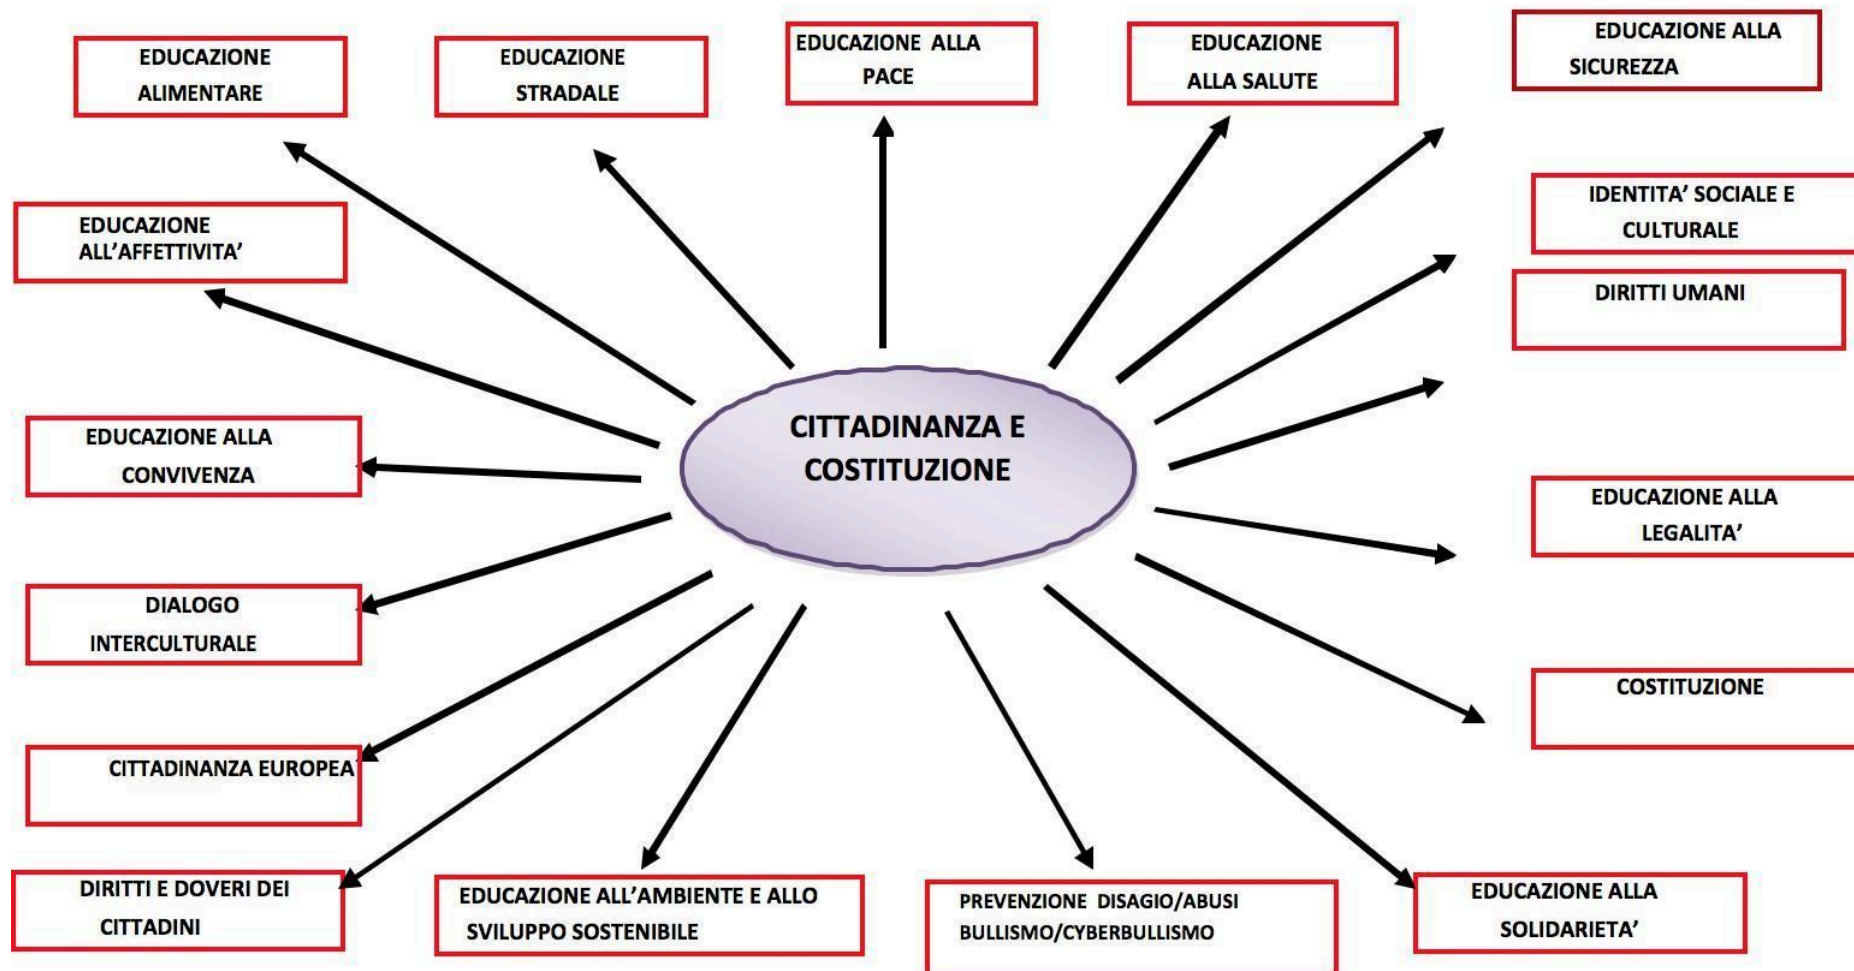 EDUCAZIONE
ALIMENTARE
EDUCAZIONE
STRADALE
EDUCAZIONE ALLA
PACE
EDUCAZIONE
ALLA SALUTE
EDUCAZIONE ALLA
SICUREZZA
EDUCAZIONE
ALL'AFFETTIVITA'
IDENTITA' SOCIALE E
CULTURALE
DIRITTI UMANI
CITTADINANZA E
COSTITUZIONE
EDUCAZIONE ALLA
CONVIVENZA
EDUCAZIONE ALLA
LEGALITA'
DIALOGO
INTERCULTURALE
COSTITUZIONE
CITTADINANZA EUROPEA
DIRITTI E DOVERI DEI
CITTADINI
EDUCAZIONE ALL'AMBIENTE E ALLO
SVILUPPO SOSTENIBILE
PREVENZIONE DISAGIO/ABUSI
BULLISMO/CYBERBULLISMO
EDUCAZIONE ALLA
SOLIDARIETA'